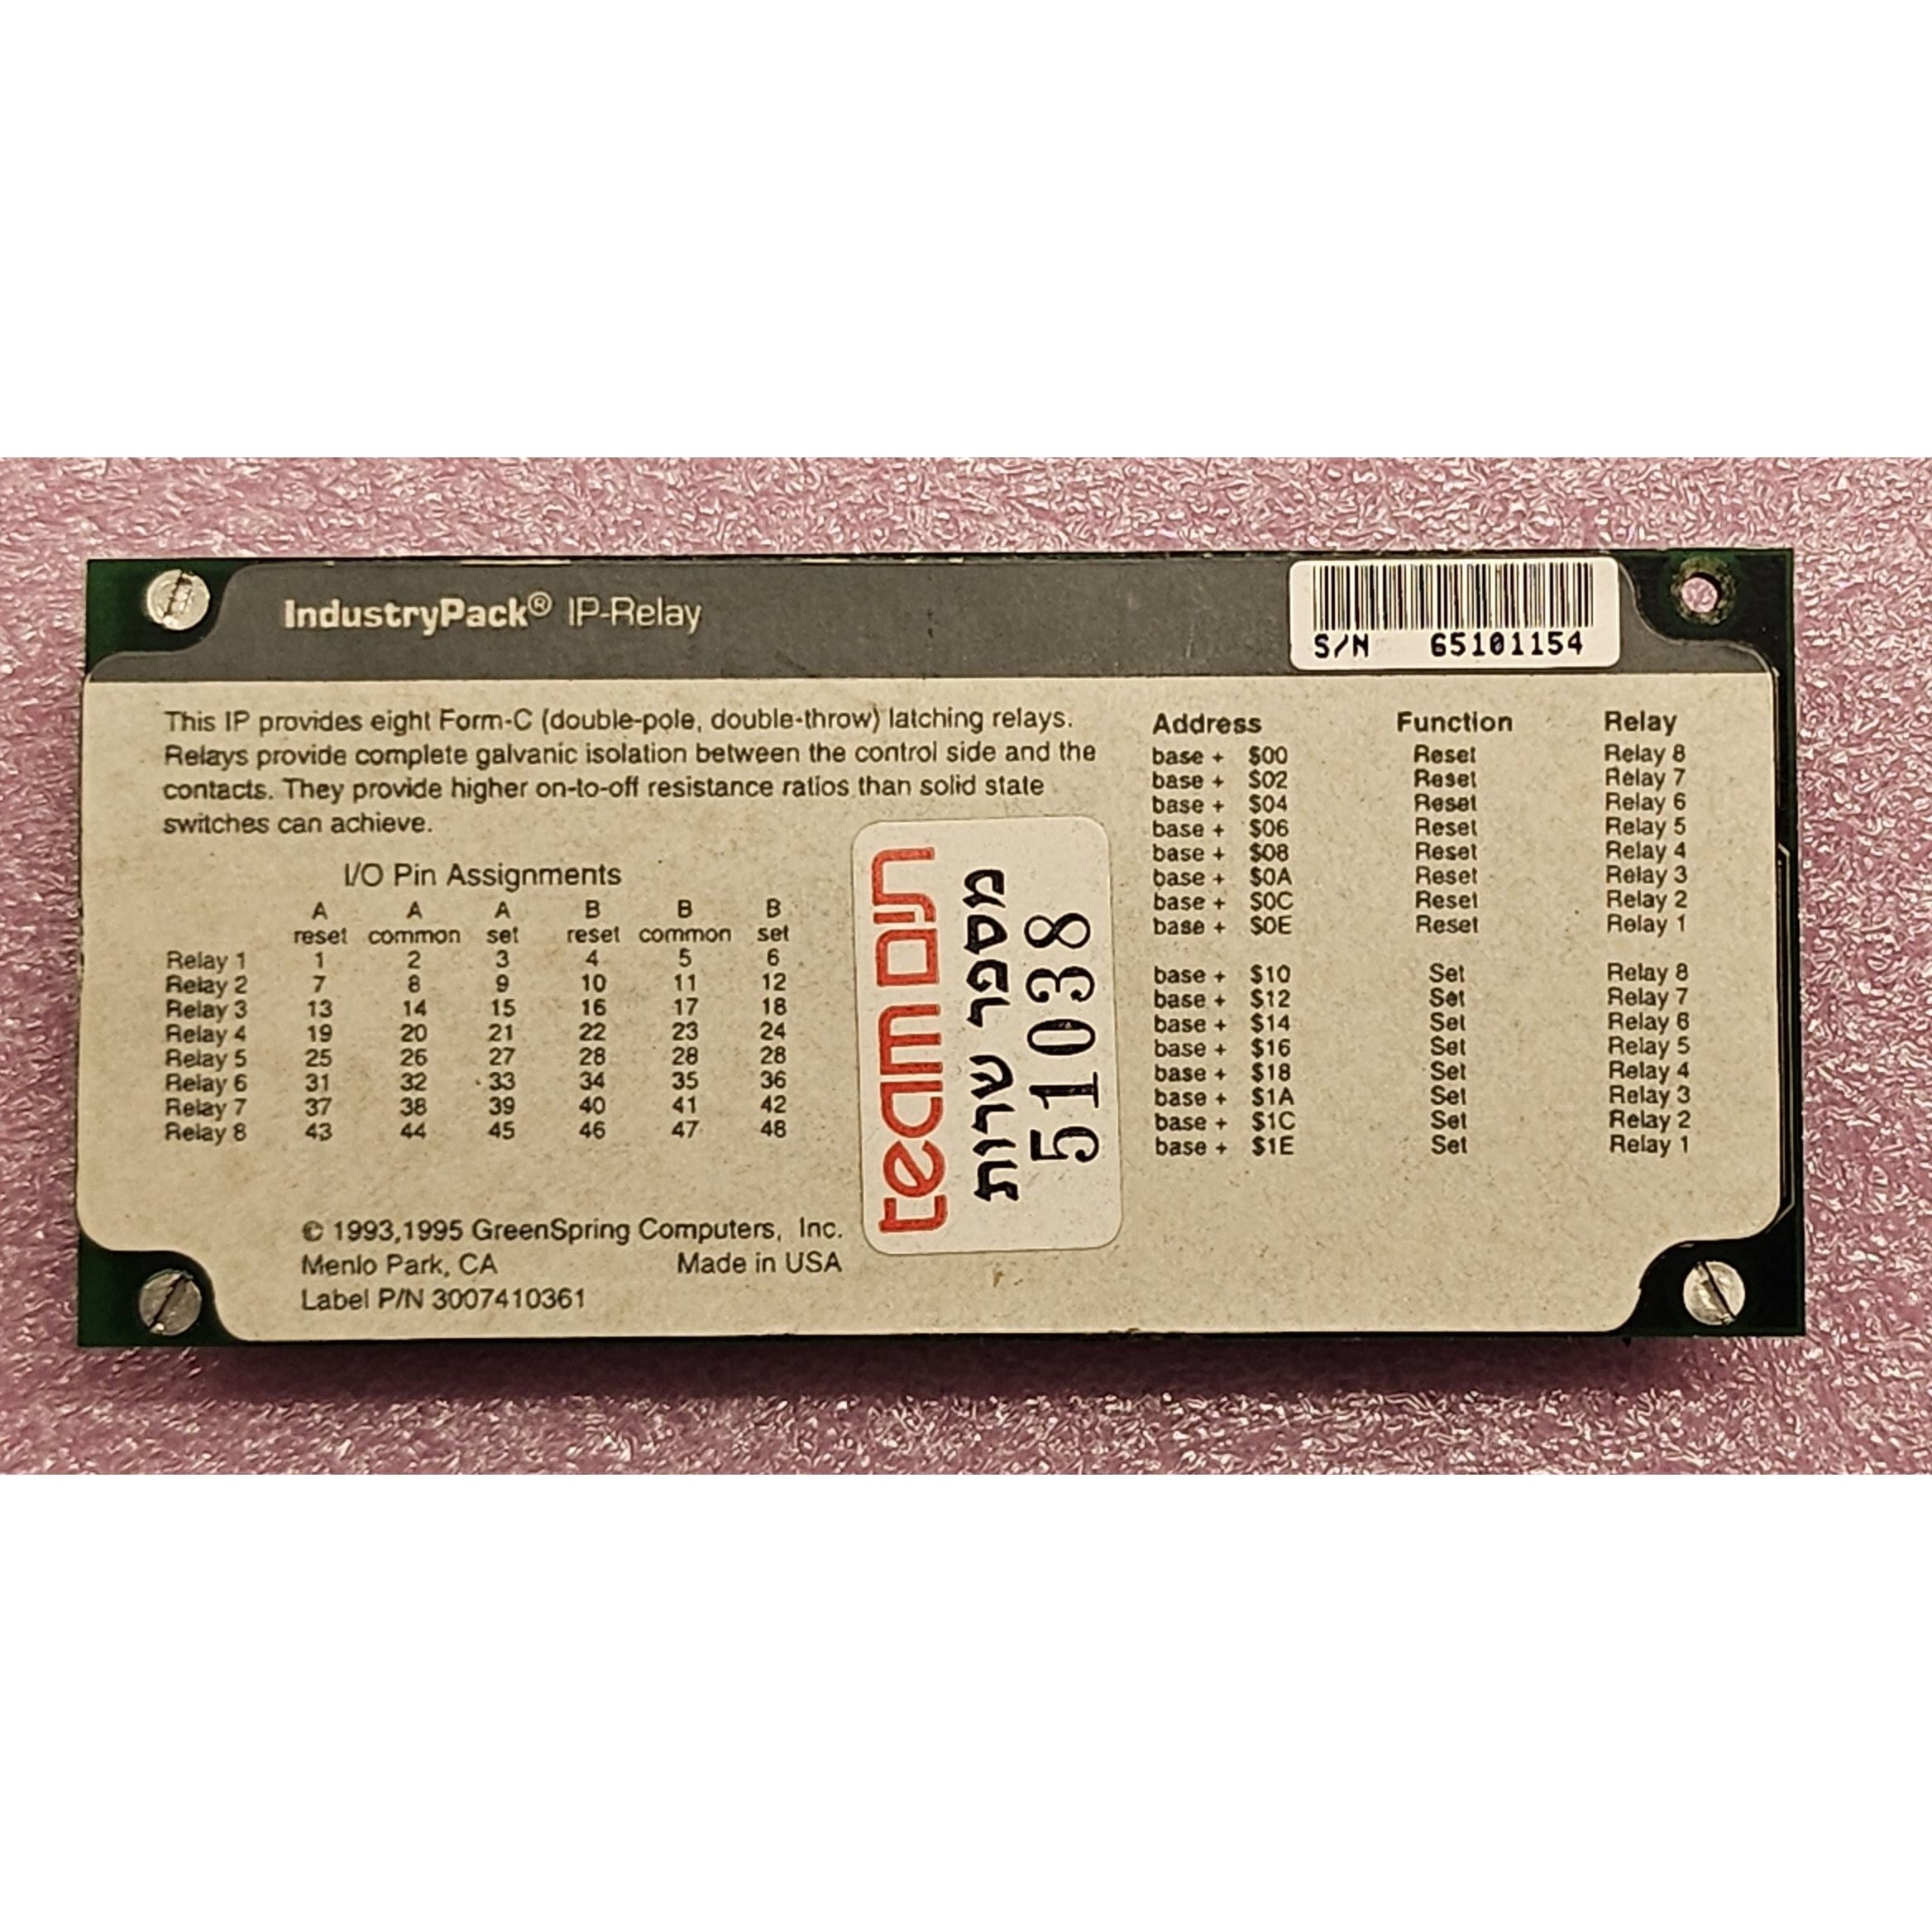 IndustryPack® IP-Relay
S/N 65101154
This IP provides eight Form-C (double-pole, double-throw) latching relays.
Relays provide complete galvanic isolation between the control side and the
contacts. They provide higher on-to-off resistance ratios than solid state
switches can achieve.
I/O Pin Assignments
A A A B B B
reset common set reset common set
Relay 1 1 2 3 4 5 6
Relay 2 7 8 9 10 11 12
Relay 3 13 14 15 16 17 18
Relay 4 19 20 21 22 23 24
Relay 5 25 26 27 28 28 28
Relay 6 31 32 33 34 35 36
Relay 7 37 38 39 40 41 42
Relay 8 43 44 45 46 47 48
© 1993,1995 GreenSpring Computers, Inc.
Menlo Park, CA Made in USA
Label P/N 3007410361
team
מספר שרות
51038
Address Function Relay
base + $00 Reset Relay 8
base + $02 Reset Relay 7
base + $04 Reset Relay 6
base + $06 Reset Relay 5
base + $08 Reset Relay 4
base + $0A Reset Relay 3
base + $0C Reset Relay 2
base + $0E Reset Relay 1
base + $10 Set Relay 8
base + $12 Set Relay 7
base + $14 Set Relay 6
base + $16 Set Relay 5
base + $18 Set Relay 4
base + $1A Set Relay 3
base + $1C Set Relay 2
base + $1E Set Relay 1